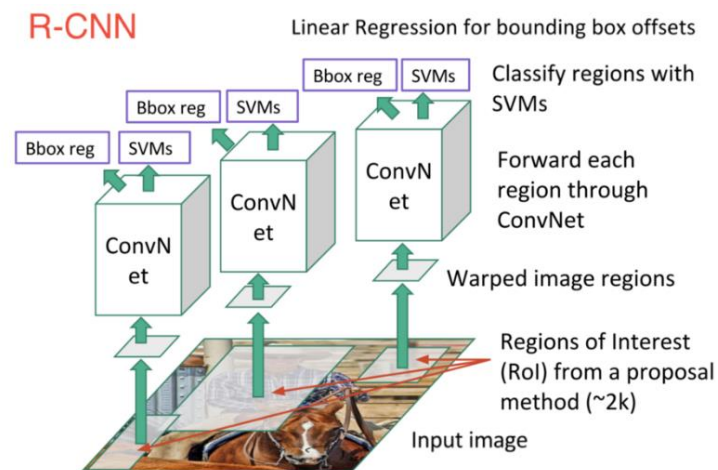 R-CNN
Linear Regression for bounding box offsets
Bbox reg
SVMs
Classify regions with
SVMs
Bbox reg
SVMs
Bbox reg
SVMs
ConvN
et
Forward each
region through
ConvNet
ConvN
et
ConvN
et
Warped image regions
Regions of Interest
(RoI) from a proposal
method (~2k)
Input image